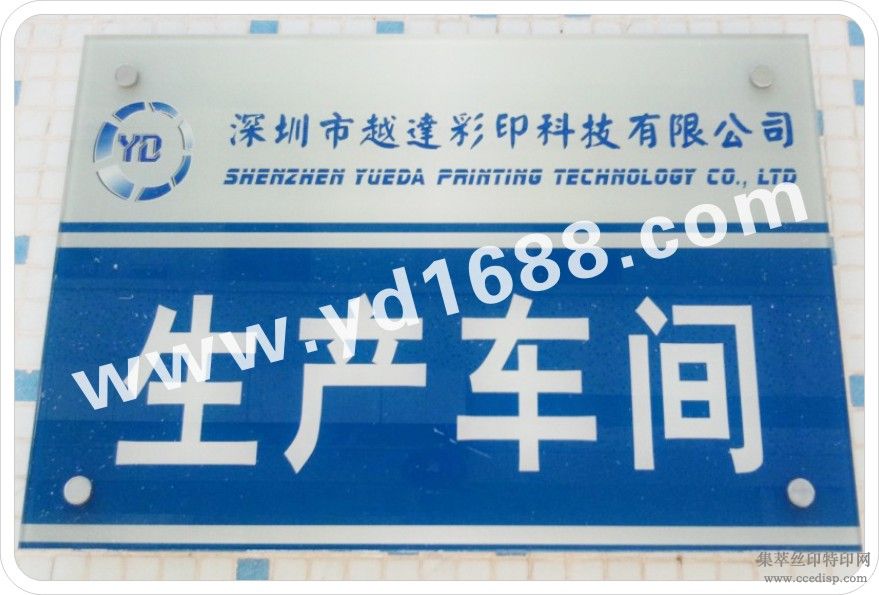 YD
深圳市越達彩印科技有限公司
SHENZHEN YUEDA PRINTING TECHNOLOGY CO., LTD
www.yd1688.com
生产车间
集萃丝印特印网
www.ccedisp.com